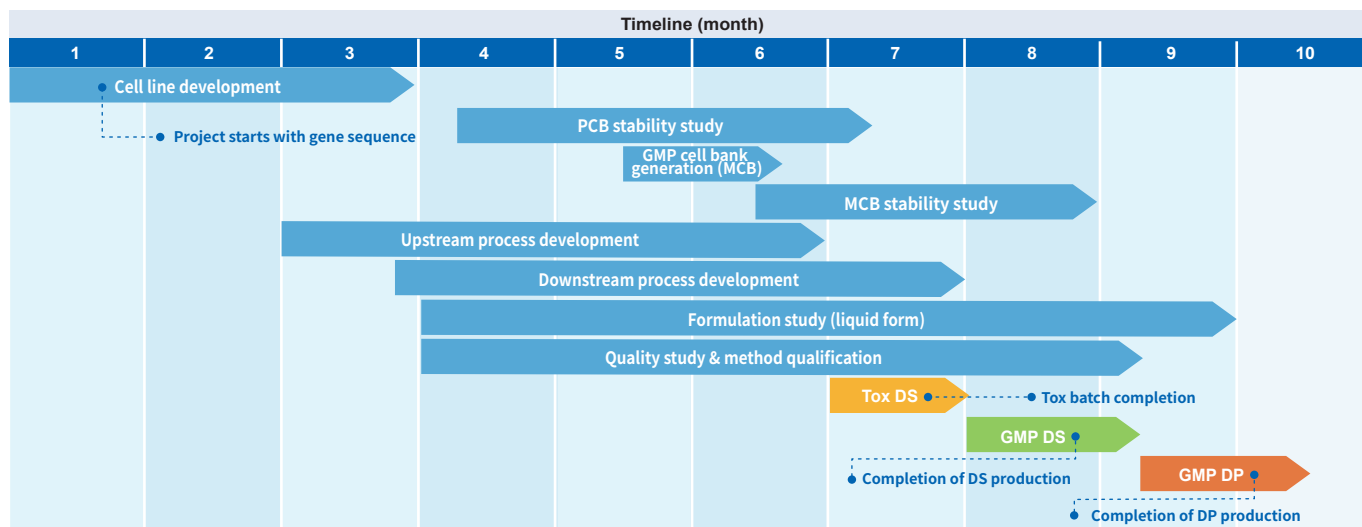 Timeline (month)
1 2 3 4 5 6 7 8 9 10
Cell line development
Project starts with gene sequence
PCB stability study
GMP cell bank
generation (MCB)
MCB stability study
Upstream process development
Downstream process development
Formulation study (liquid form)
Quality study & method qualification
Tox DS
Tox batch completion
GMP DS
Completion of DS production
GMP DP
Completion of DP production